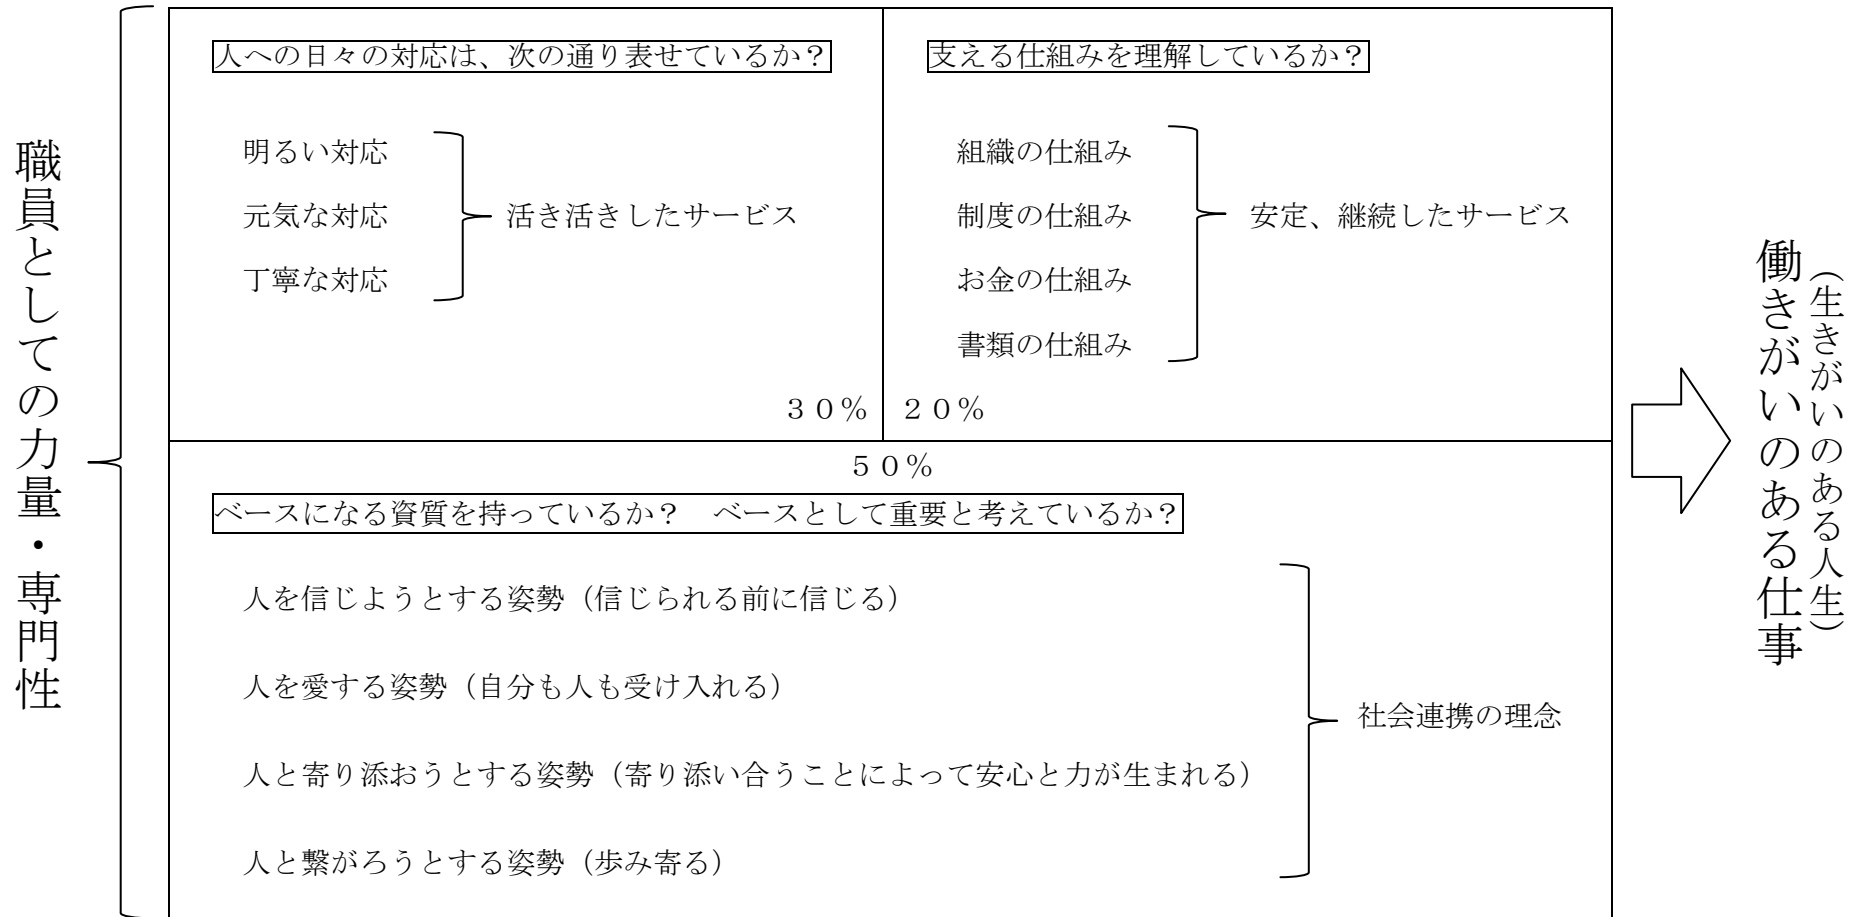 職員としての力量・専門性
人への日々の対応は、次の通り表せているか？
明るい対応
元気な対応
丁寧な対応
活き活きしたサービス
３０％
支える仕組みを理解しているか？
組織の仕組み
制度の仕組み
お金の仕組み
書類の仕組み
安定、継続したサービス
２０％
５０％
ベースになる資質を持っているか？　ベースとして重要と考えているか？
人を信じようとする姿勢（信じられる前に信じる）
人を愛する姿勢（自分も人も受け入れる）
人と寄り添おうとする姿勢（寄り添い合うことによって安心と力が生まれる）
人と繋がろうとする姿勢（歩み寄る）
社会連携の理念
（生きがいのある人生）
働きがいのある仕事